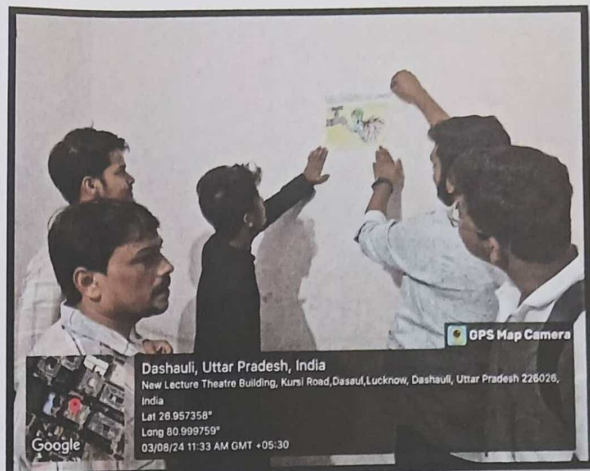 GPS Map Camera
Dashauli, Uttar Pradesh, India
New Lecture Theatre Building, Kursi Road,Dasaul,Lucknow, Dashauli, Uttar Pradesh 226026,
India
Lat 26.957358°
Long 80.999759°
03/08/24 11:33 AM GMT +05:30
Google